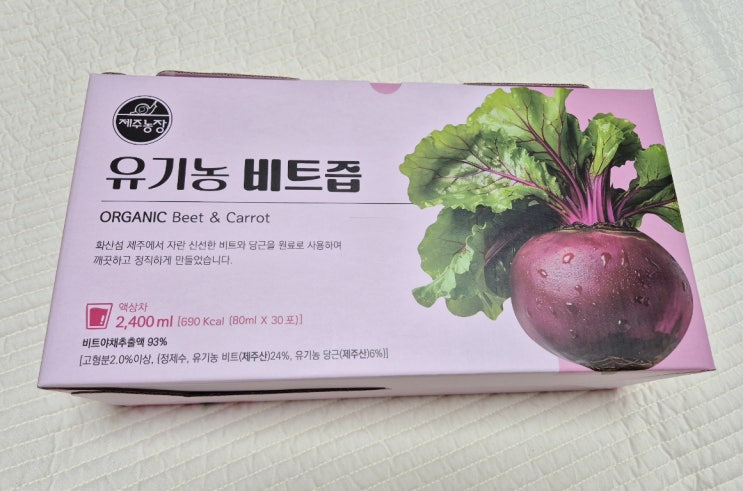 제주농장
유기농 비트즙
ORGANIC Beet & Carrot
화산섬 제주에서 자란 신선한 비트와 당근을 원료로 사용하여
깨끗하고 정직하게 만들었습니다.
액상차
2,400 ml [690 Kcal (80ml X 30포)]
비트야채추출액 93%
[고형분2.0%이상, {정제수, 유기농 비트(제주산)24%, 유기농 당근(제주산)6%}]